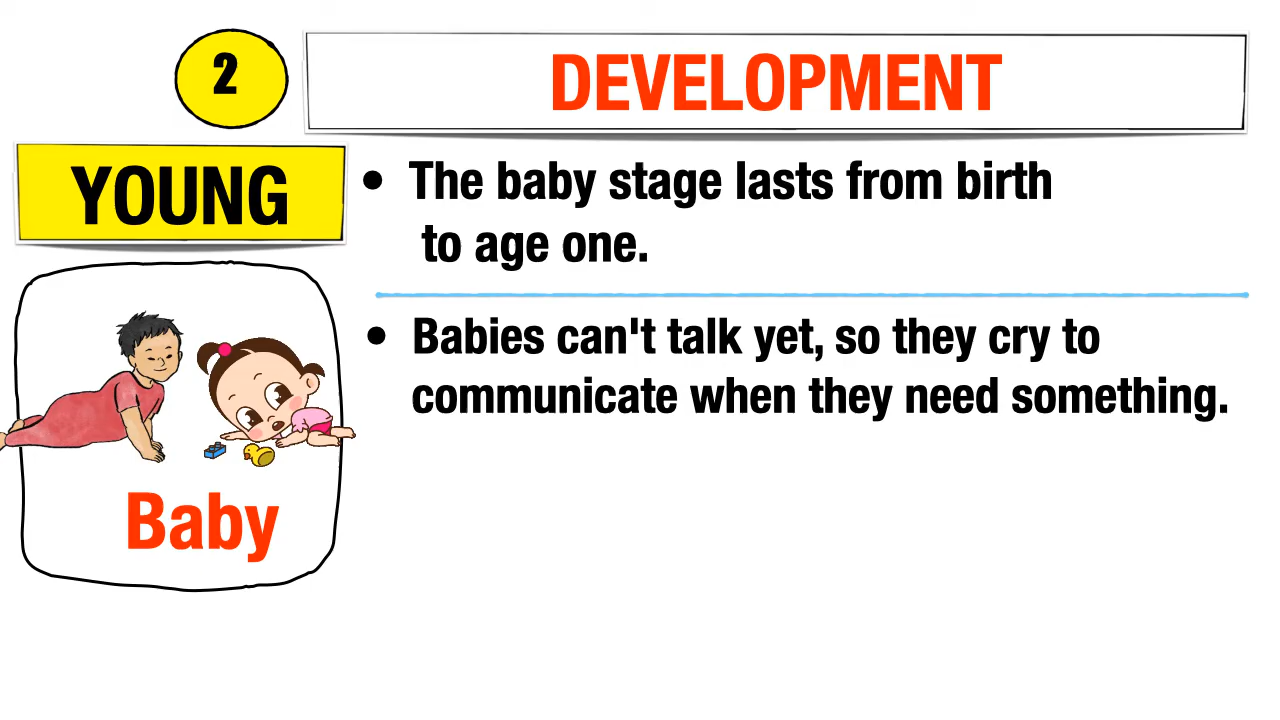 2
DEVELOPMENT
YOUNG
• The baby stage lasts from birth
to age one.
• Babies can't talk yet, so they cry to
communicate when they need something.
Baby